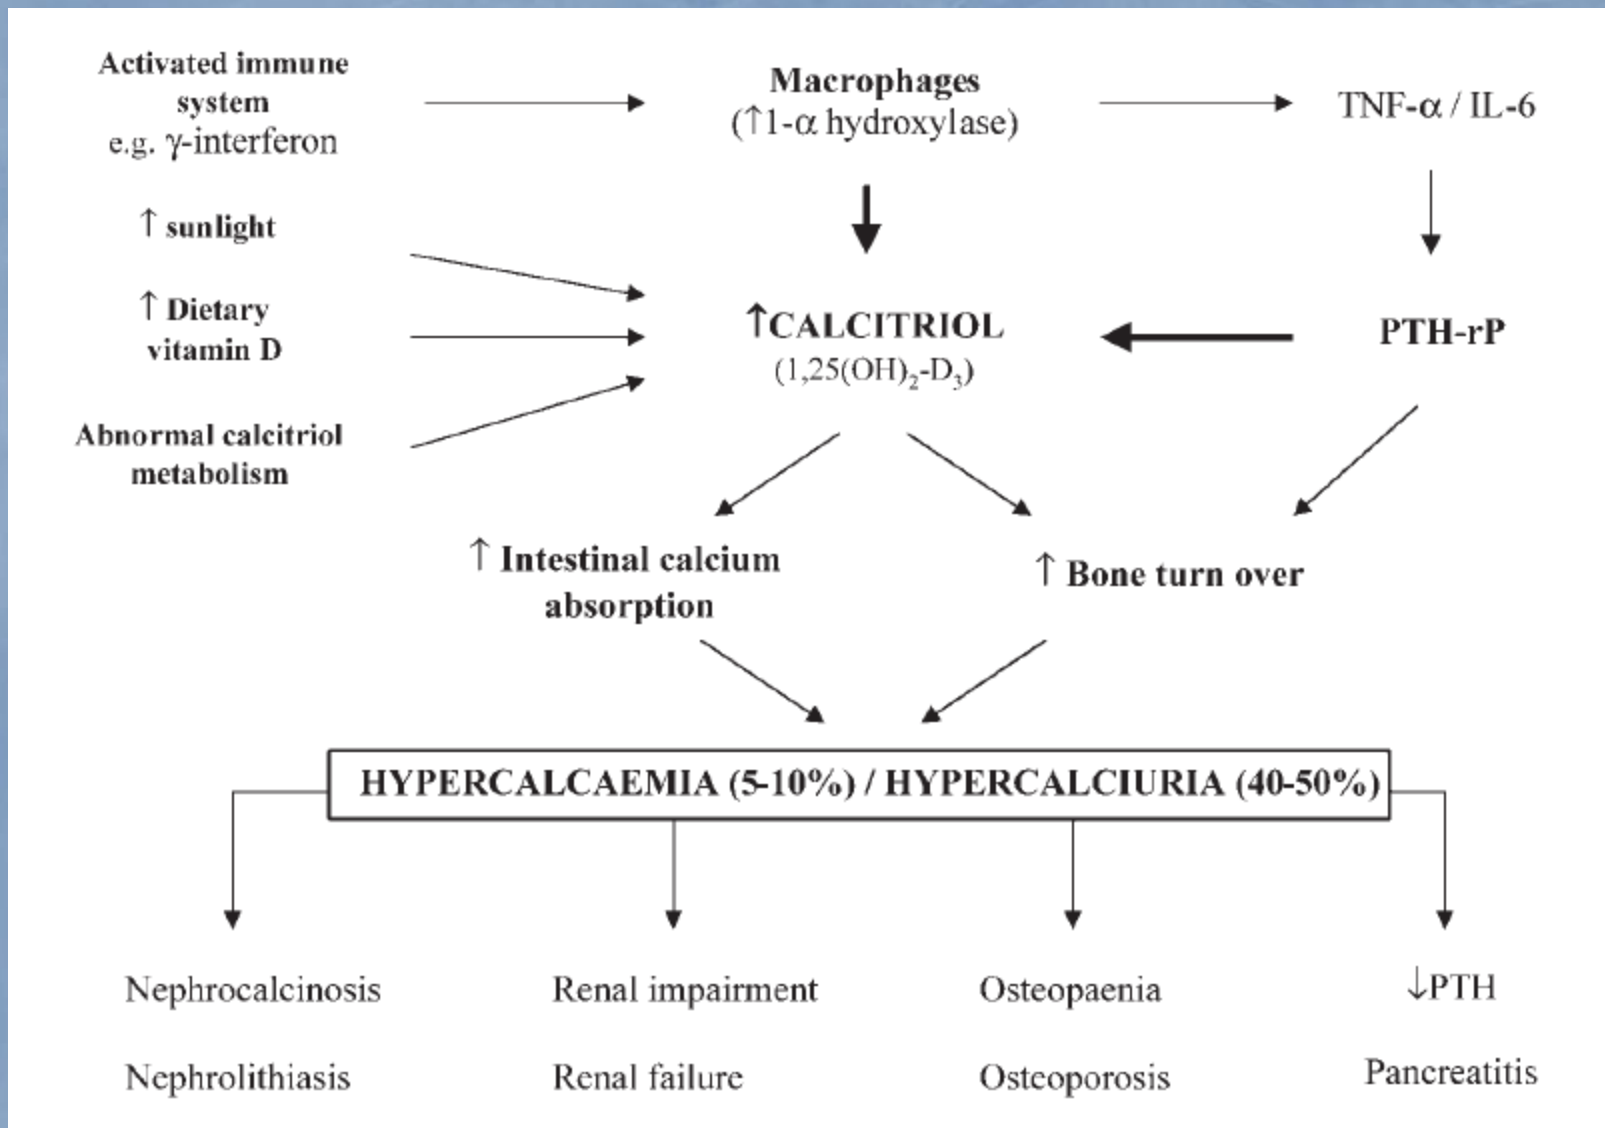 Activated immune
system
e.g. γ-interferon
Macrophages
(↑1-α hydroxylase)
TNF-α / IL-6
↑ sunlight
↑ Dietary
vitamin D
Abnormal calcitriol
metabolism
↑CALCITRIOL
(1,25(OH)₂-D₃)
PTH-rP
↑ Intestinal calcium
absorption
↑ Bone turn over
HYPERCALCAEMIA (5-10%) / HYPERCALCIURIA (40-50%)
Nephrocalcinosis
Nephrolithiasis
Renal impairment
Renal failure
Osteopaenia
Osteoporosis
↓PTH
Pancreatitis